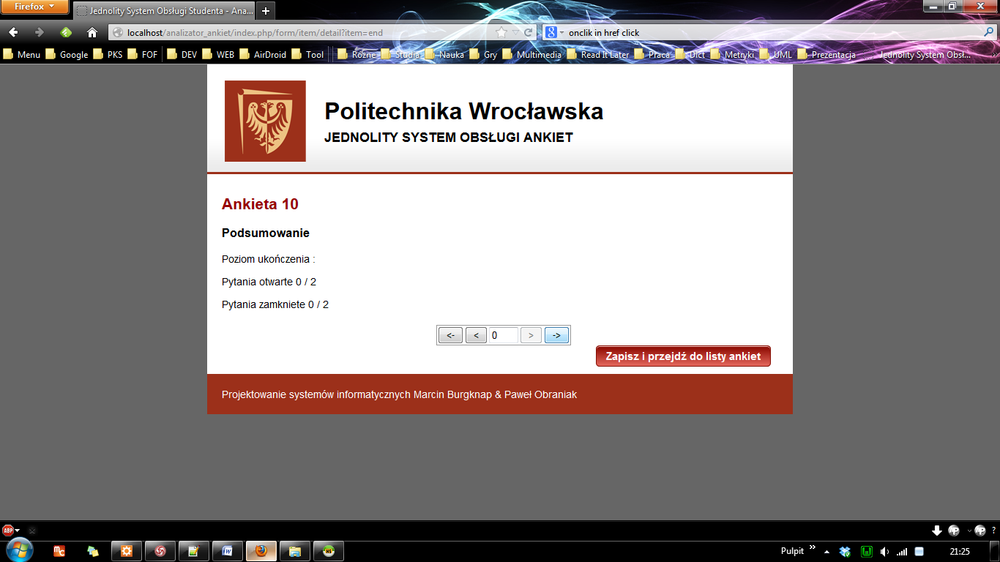 Firefox
Jednolity System Obsługi Studenta - Ana...
localhost/analizator_ankiet/index.php/form/item/detail?item=end
onclik in href click
Menu Google PKS FOF DEV WEB AirDroid Tool Różne Studia Nauka Gry Multimedia Read It Later Praca Dict Metryki UML Prezentacja Jednolity System Obsł...
Politechnika Wrocławska
JEDNOLITY SYSTEM OBSŁUGI ANKIET
Ankieta 10
Podsumowanie
Poziom ukończenia :
Pytania otwarte 0 / 2
Pytania zamkniete 0 / 2
<- < 0 > ->
Zapisz i przejdź do listy ankiet
Projektowanie systemów informatycznych Marcin Burgknap & Paweł Obraniak
ABP ?
Pulpit » 21:25